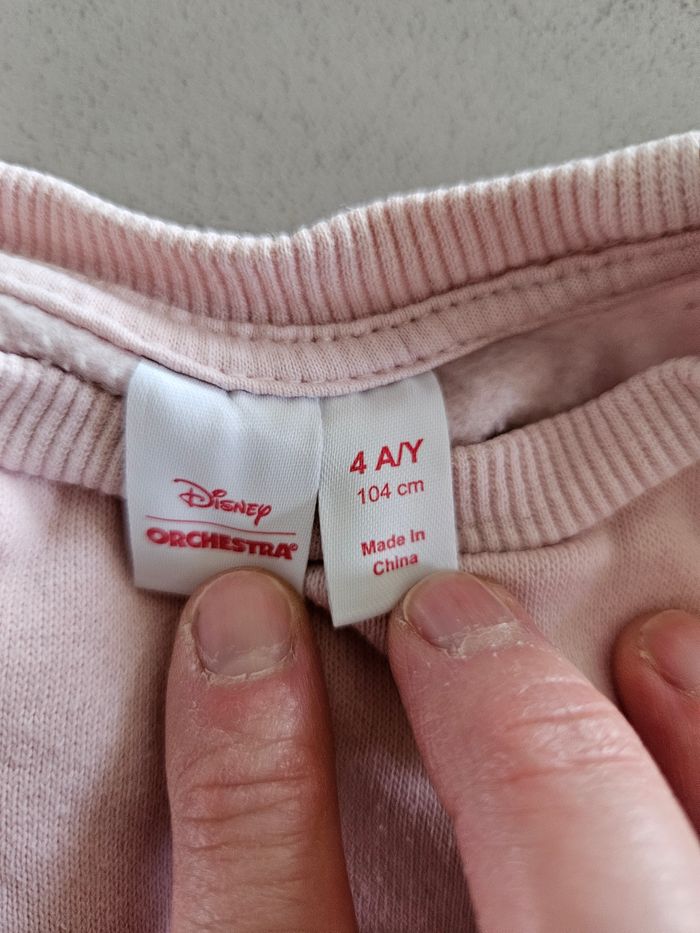 Disney
ORCHESTRA®
4 A/Y
104 cm
Made In
China